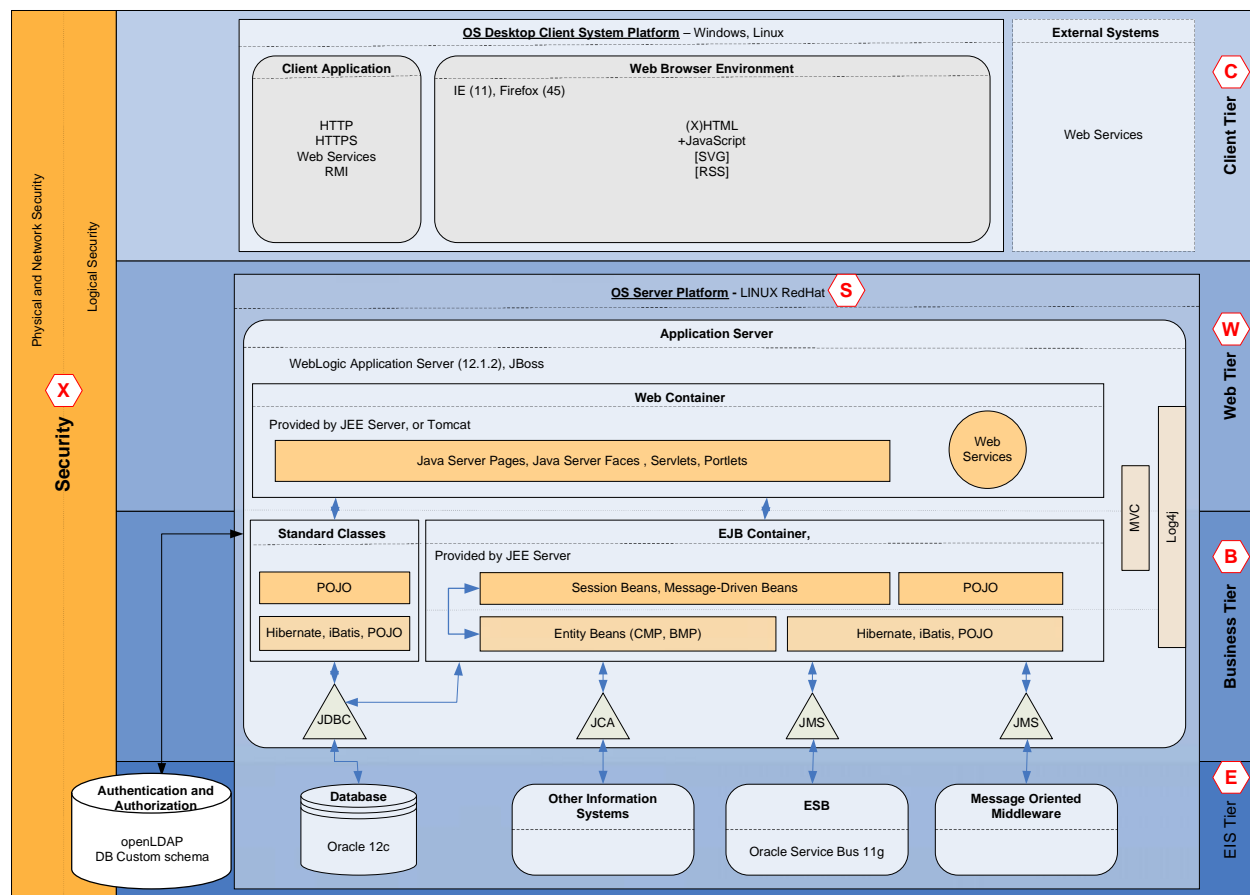 OS Desktop Client System Platform – Windows, Linux
External Systems
Client Application
Web Browser Environment
IE (11), Firefox (45)
HTTP
HTTPS
Web Services
RMI
(X)HTML
+JavaScript
[SVG]
[RSS]
Web Services
C
Client Tier
Physical and Network Security
Logical Security
X
Security
OS Server Platform - LINUX RedHat
S
Application Server
WebLogic Application Server (12.1.2), JBoss
W
Web Tier
Web Container
Provided by JEE Server, or Tomcat
Java Server Pages, Java Server Faces , Servlets, Portlets
Web
Services
MVC
Log4j
Standard Classes
POJO
Hibernate, iBatis, POJO
EJB Container,
Provided by JEE Server
Session Beans, Message-Driven Beans
POJO
Entity Beans (CMP, BMP)
Hibernate, iBatis, POJO
B
Business Tier
JDBC
JCA
JMS
JMS
Authentication and
Authorization
openLDAP
DB Custom schema
Database
Oracle 12c
Other Information
Systems
ESB
Oracle Service Bus 11g
Message Oriented
Middleware
E
EIS Tier